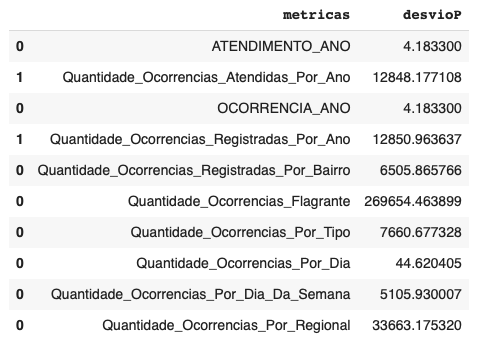 metricas desvioP
0 ATENDIMENTO_ANO 4.183300
1 Quantidade_Ocorrencias_Atendidas_Por_Ano 12848.177108
0 OCORRENCIA_ANO 4.183300
1 Quantidade_Ocorrencias_Registradas_Por_Ano 12850.963637
0 Quantidade_Ocorrencias_Registradas_Por_Bairro 6505.865766
0 Quantidade_Ocorrencias_Flagrante 269654.463899
0 Quantidade_Ocorrencias_Por_Tipo 7660.677328
0 Quantidade_Ocorrencias_Por_Dia 44.620405
0 Quantidade_Ocorrencias_Por_Dia_Da_Semana 5105.930007
0 Quantidade_Ocorrencias_Por_Regional 33663.175320